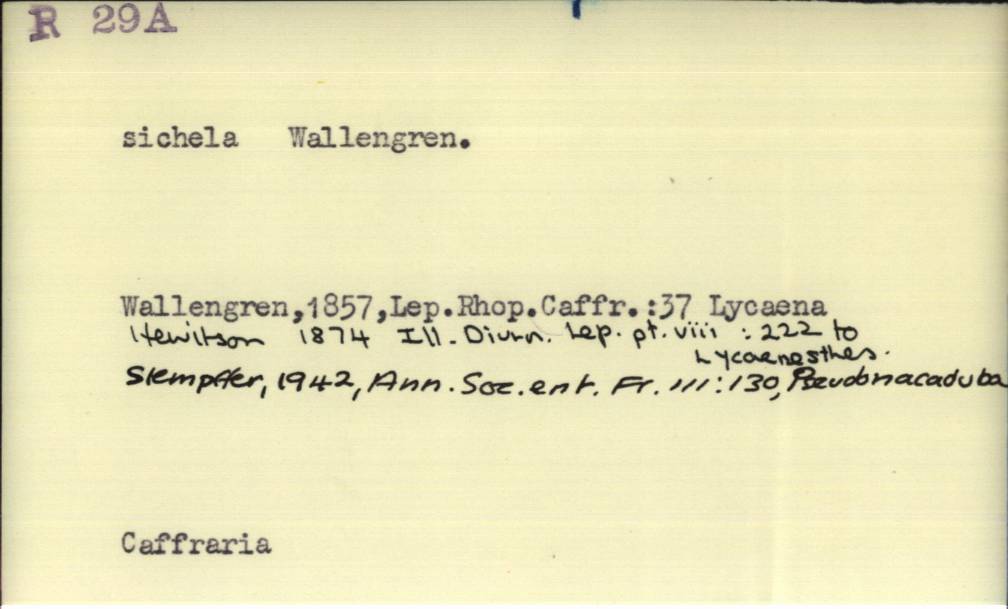 R 29A
sichela Wallengren.
Wallengren,1857,Lep.Rhop.Caffr.:37 Lycaena
Hewitson 1874 Ill. Diurn. Lep. pt. viii : 222 to
Lycaenesthes.
Stempffer, 1942, Ann. Soc. ent. Fr. 111:130, Pseudonacaduba
Caffraria